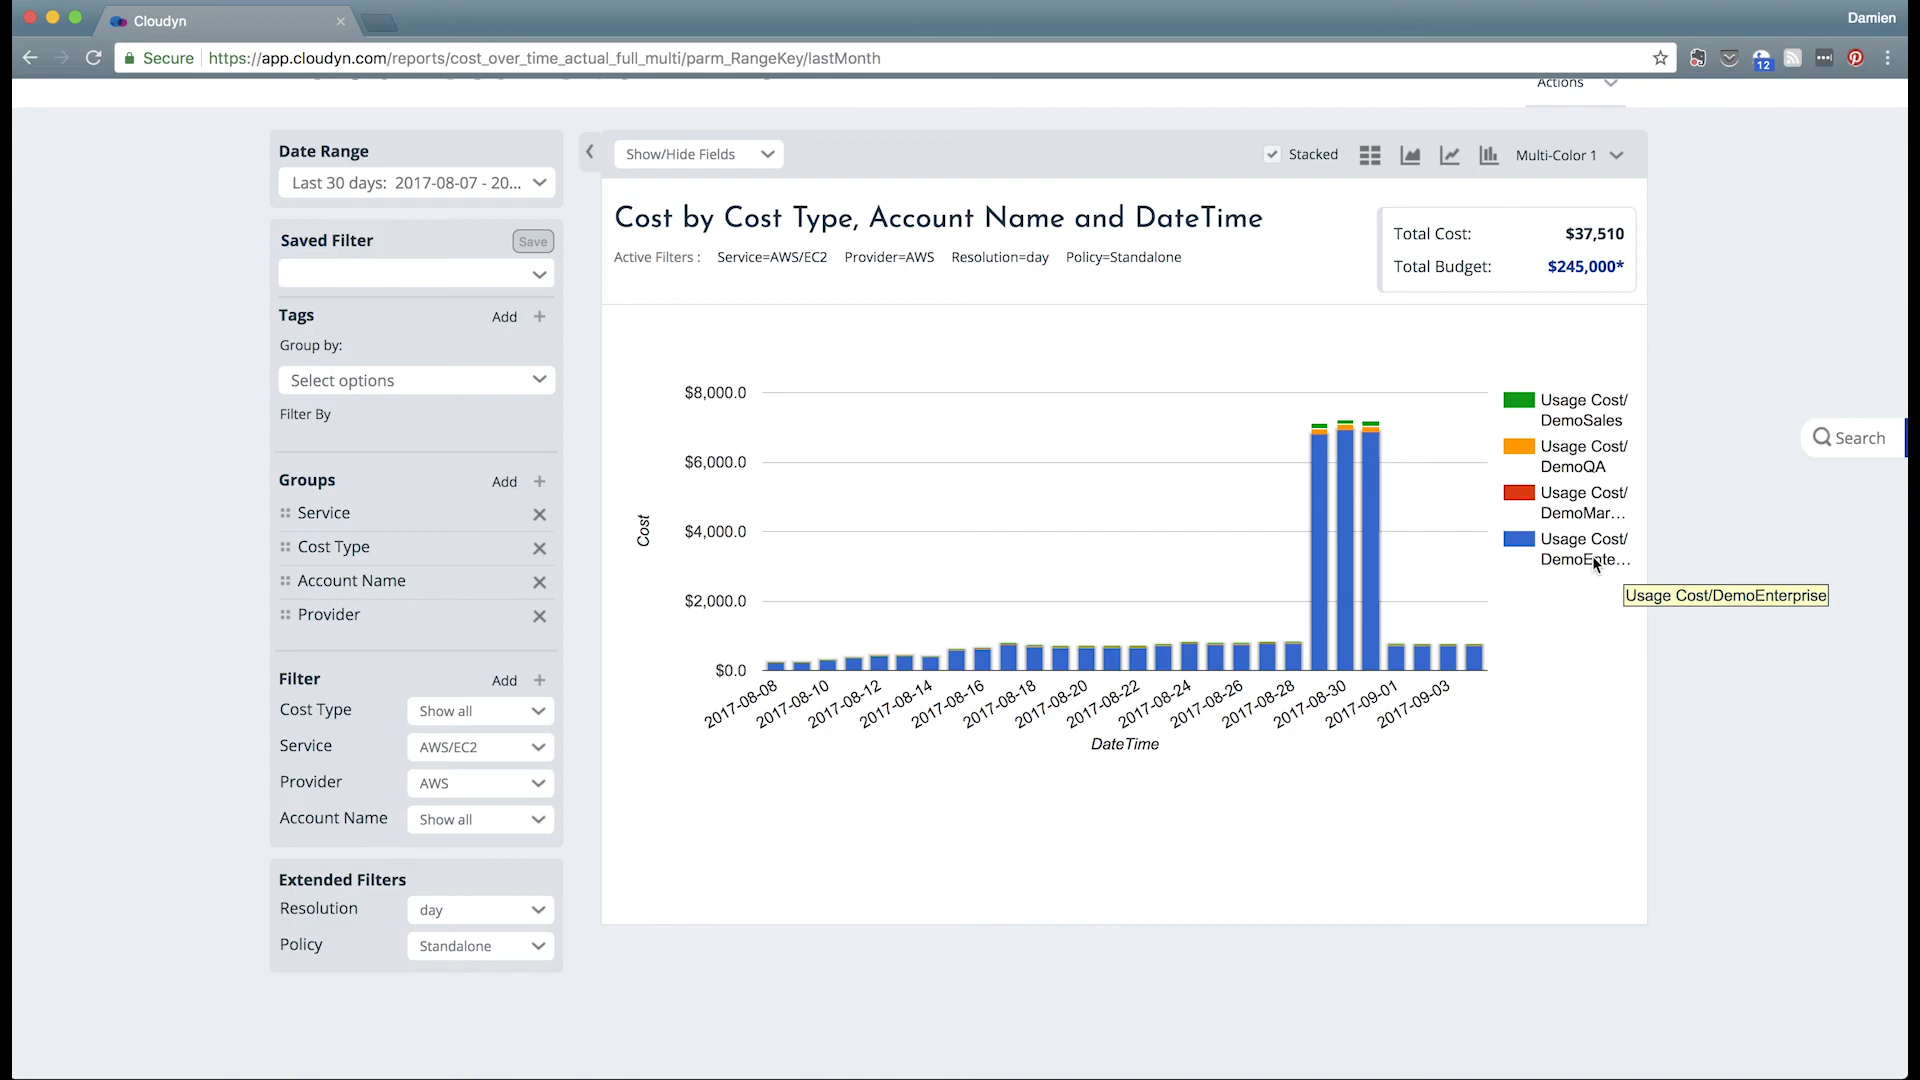 Cloudyn
Damien
Secure
https://app.cloudyn.com/reports/cost_over_time_actual_full_multi/parm_RangeKey/lastMonth
12
Actions
Date Range
Last 30 days: 2017-08-07 - 20...
Saved Filter
Save
Tags
Add +
Group by:
Select options
Filter By
Groups
Add +
Service
Cost Type
Account Name
Provider
Filter
Add +
Cost Type
Show all
Service
AWS/EC2
Provider
AWS
Account Name
Show all
Extended Filters
Resolution
day
Policy
Standalone
Show/Hide Fields
Stacked
Multi-Color 1
Cost by Cost Type, Account Name and DateTime
Active Filters : Service=AWS/EC2 Provider=AWS Resolution=day Policy=Standalone
Total Cost: $37,510
Total Budget: $245,000*
Cost
$8,000.0
$6,000.0
$4,000.0
$2,000.0
$0.0
2017-08-08
2017-08-10
2017-08-12
2017-08-14
2017-08-16
2017-08-18
2017-08-20
2017-08-22
2017-08-24
2017-08-26
2017-08-28
2017-08-30
2017-09-01
2017-09-03
DateTime
Usage Cost/
DemoSales
Usage Cost/
DemoQA
Usage Cost/
DemoMar...
Usage Cost/
DemoEnte...
Usage Cost/DemoEnterprise
Search